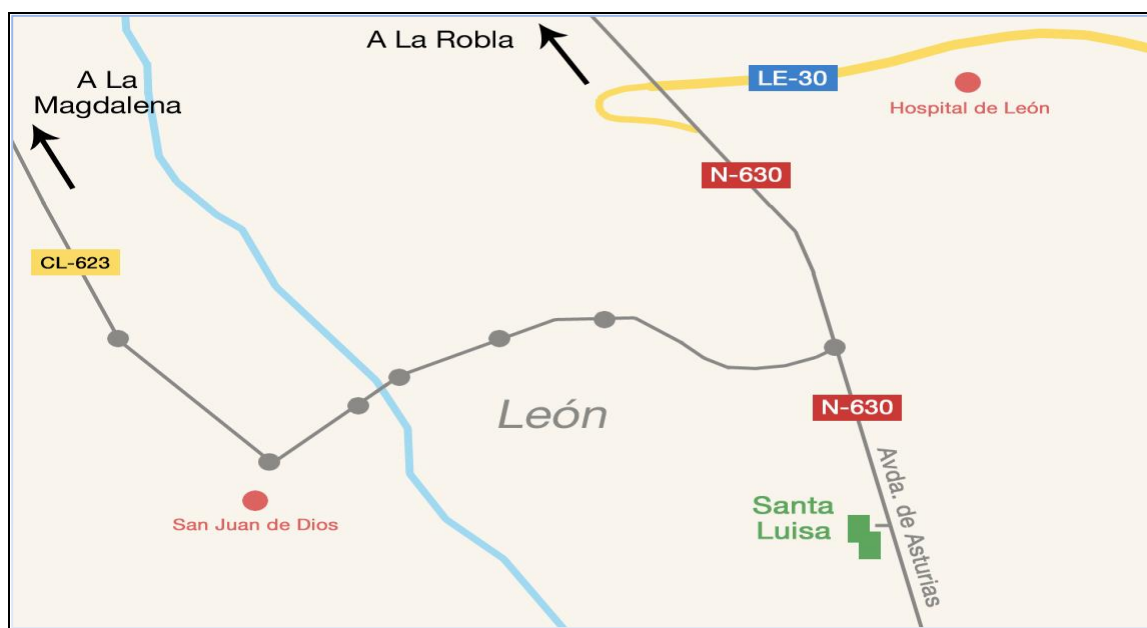 A La Robla
A La
Magdalena
LE-30
Hospital de León
N-630
CL-623
León
N-630
Avda. de Asturias
Santa
Luisa
San Juan de Dios